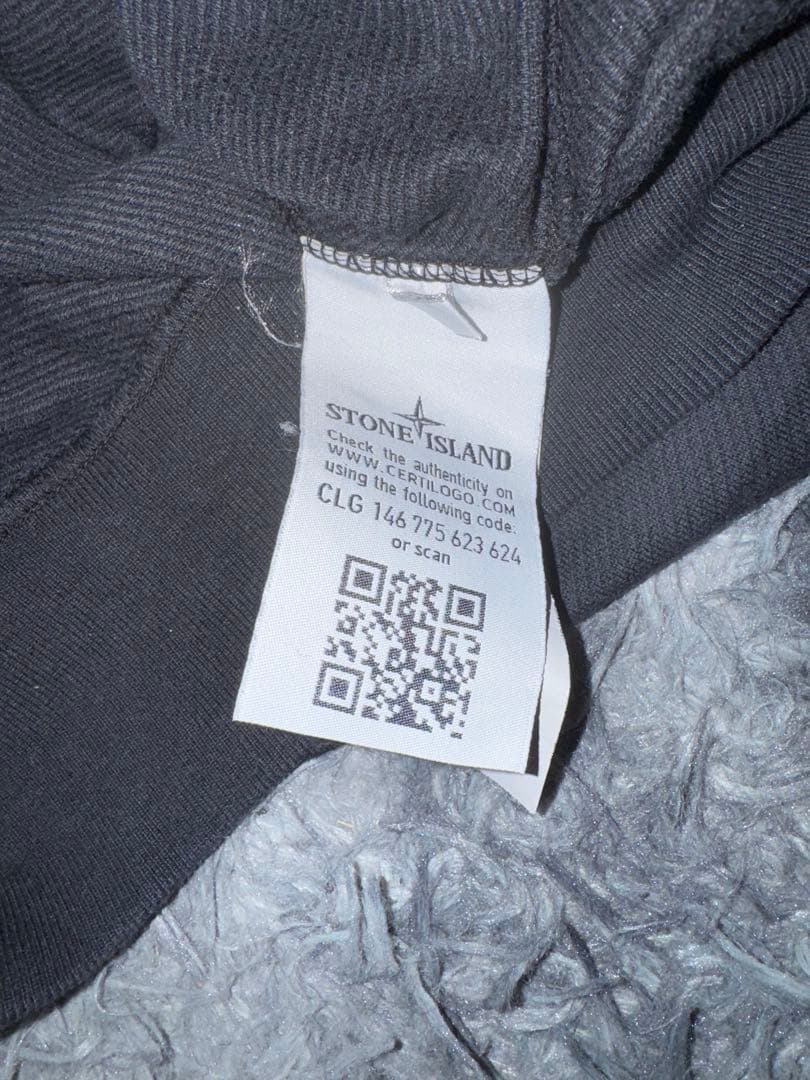 STONE ISLAND
Check the authenticity on
WWW.CERTILOGO.COM
using the following code:
CLG 146 775 623 624
or scan